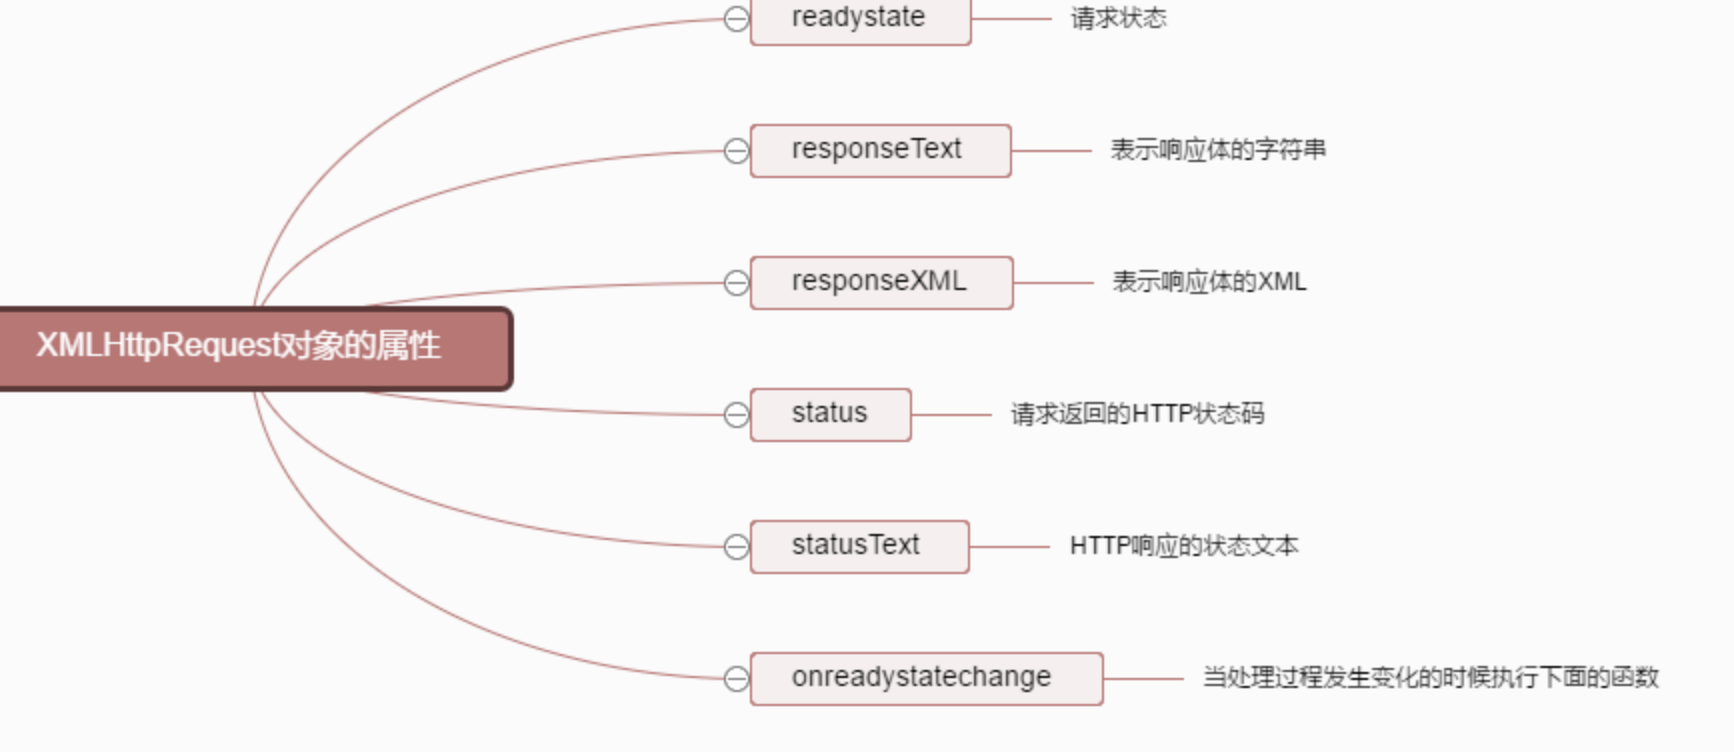 readystate 请求状态
responseText 表示响应体的字符串
responseXML 表示响应体的XML
XMLHttpRequest对象的属性
status 请求返回的HTTP状态码
statusText HTTP响应的状态文本
onreadystatechange 当处理过程发生变化的时候执行下面的函数